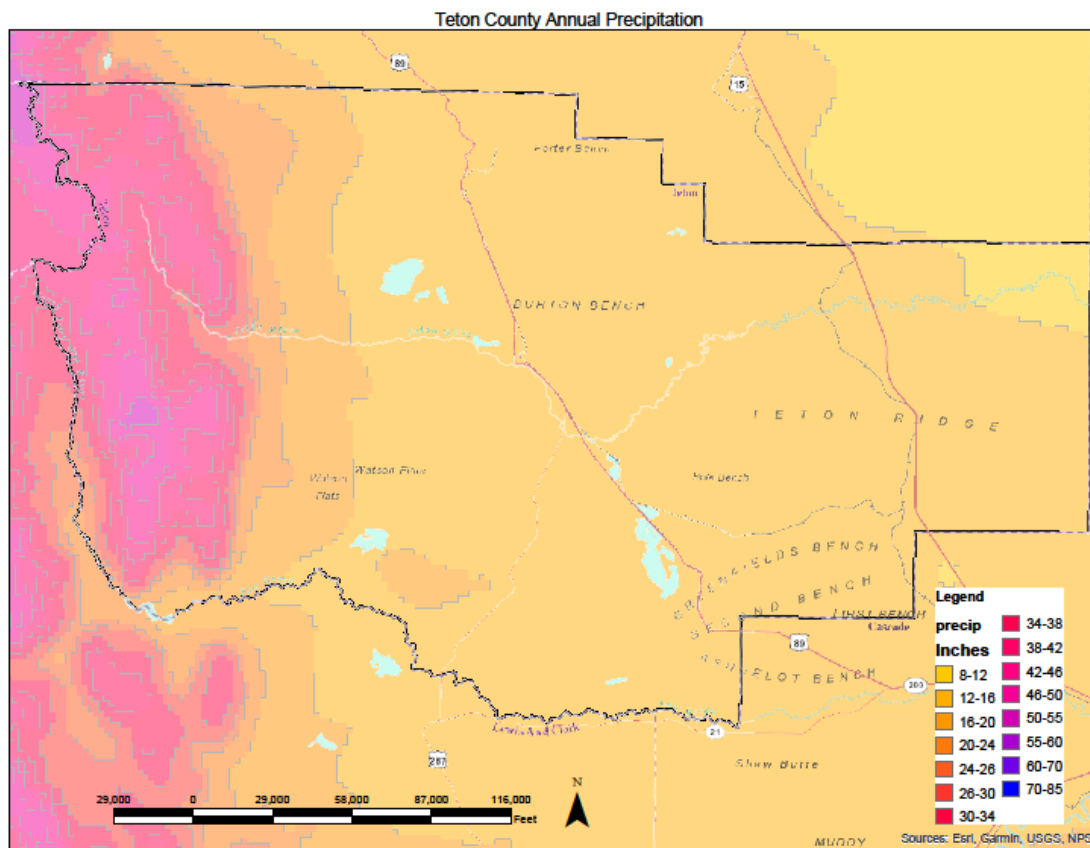 Teton County Annual Precipitation
89
15
Porter Bench
Teton
BURTON BENCH
TETON RIDGE
Watson Flats
Flats
Polk Bench
GREENFIELDS BENCH
SECOND BENCH
FIRST BENCH
Cascade
ASHUELOT BENCH
89
200
Lewis And Clark
21
287
Shaw Butte
MUDDY
N
29,000 0 29,000 58,000 87,000 116,000
Feet
Legend
precip
Inches
8-12
12-16
16-20
20-24
24-26
26-30
30-34
34-38
38-42
42-46
46-50
50-55
55-60
60-70
70-85
Sources: Esri, Garmin, USGS, NPS